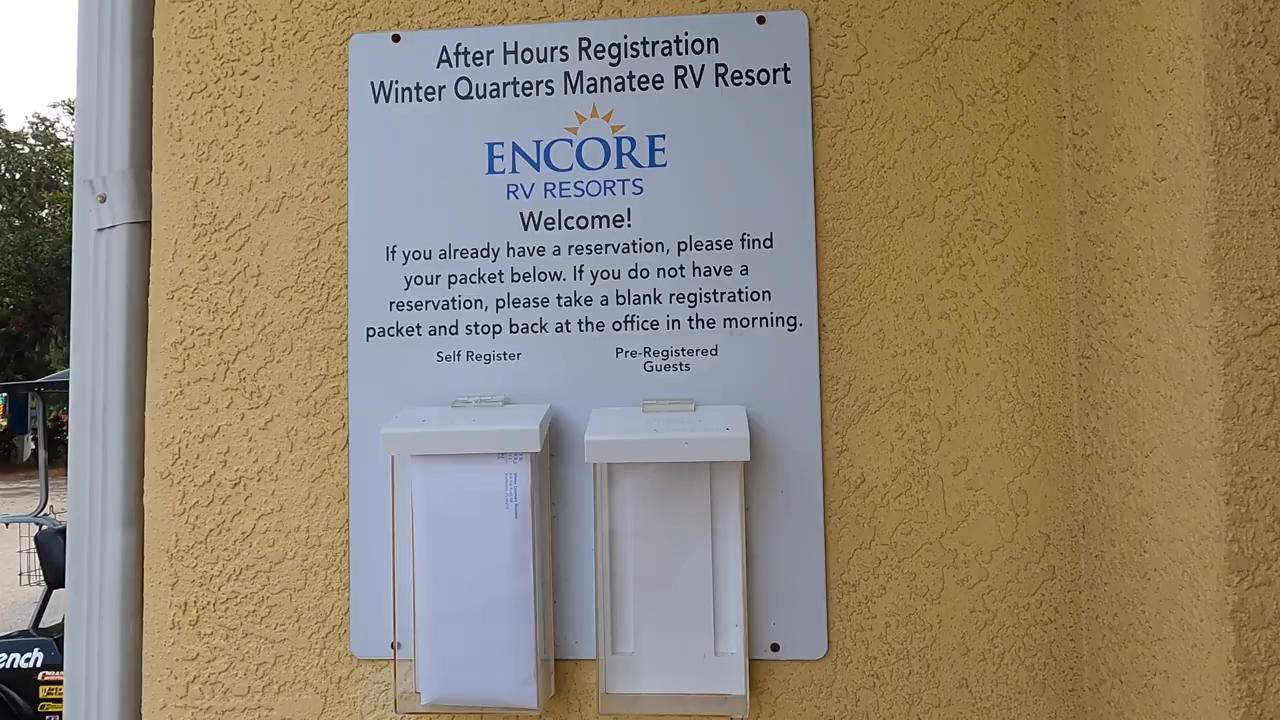 After Hours Registration
Winter Quarters Manatee RV Resort
ENCORE
RV RESORTS
Welcome!
If you already have a reservation, please find
your packet below. If you do not have a
reservation, please take a blank registration
packet and stop back at the office in the morning.
Self Register
Pre-Registered
Guests
ench